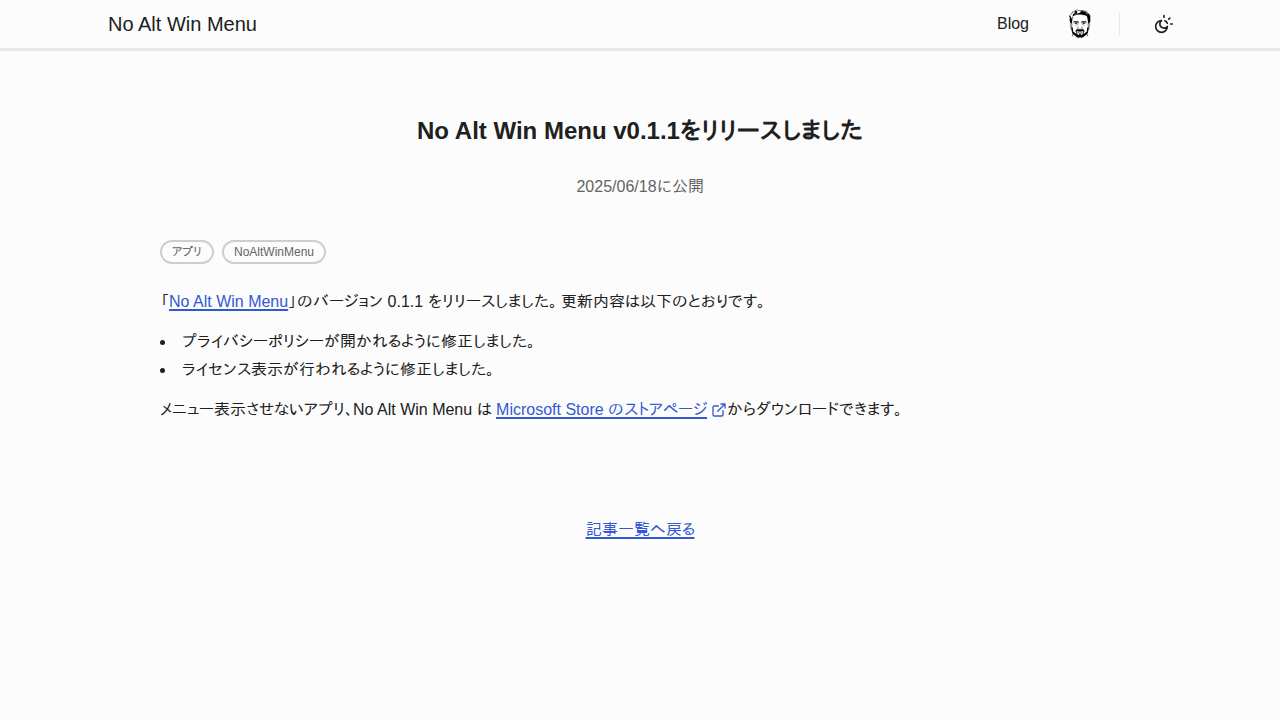 No Alt Win Menu
Blog
No Alt Win Menu v0.1.1をリリースしました
2025/06/18に公開
アプリ
NoAltWinMenu
「No Alt Win Menu」のバージョン 0.1.1 をリリースしました。更新内容は以下のとおりです。
プライバシーポリシーが開かれるように修正しました。
ライセンス表示が行われるように修正しました。
メニュー表示させないアプリ、No Alt Win Menu は Microsoft Store のストアページからダウンロードできます。
記事一覧へ戻る